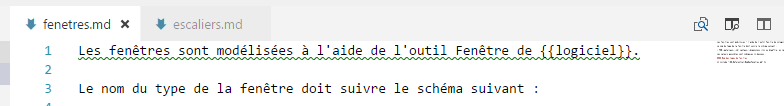 fenetres.md
escaliers.md
1 Les fenêtres sont modélisées à l'aide de l'outil Fenêtre de {{logiciel}}.
2
3 Le nom du type de la fenêtre doit suivre le schéma suivant :